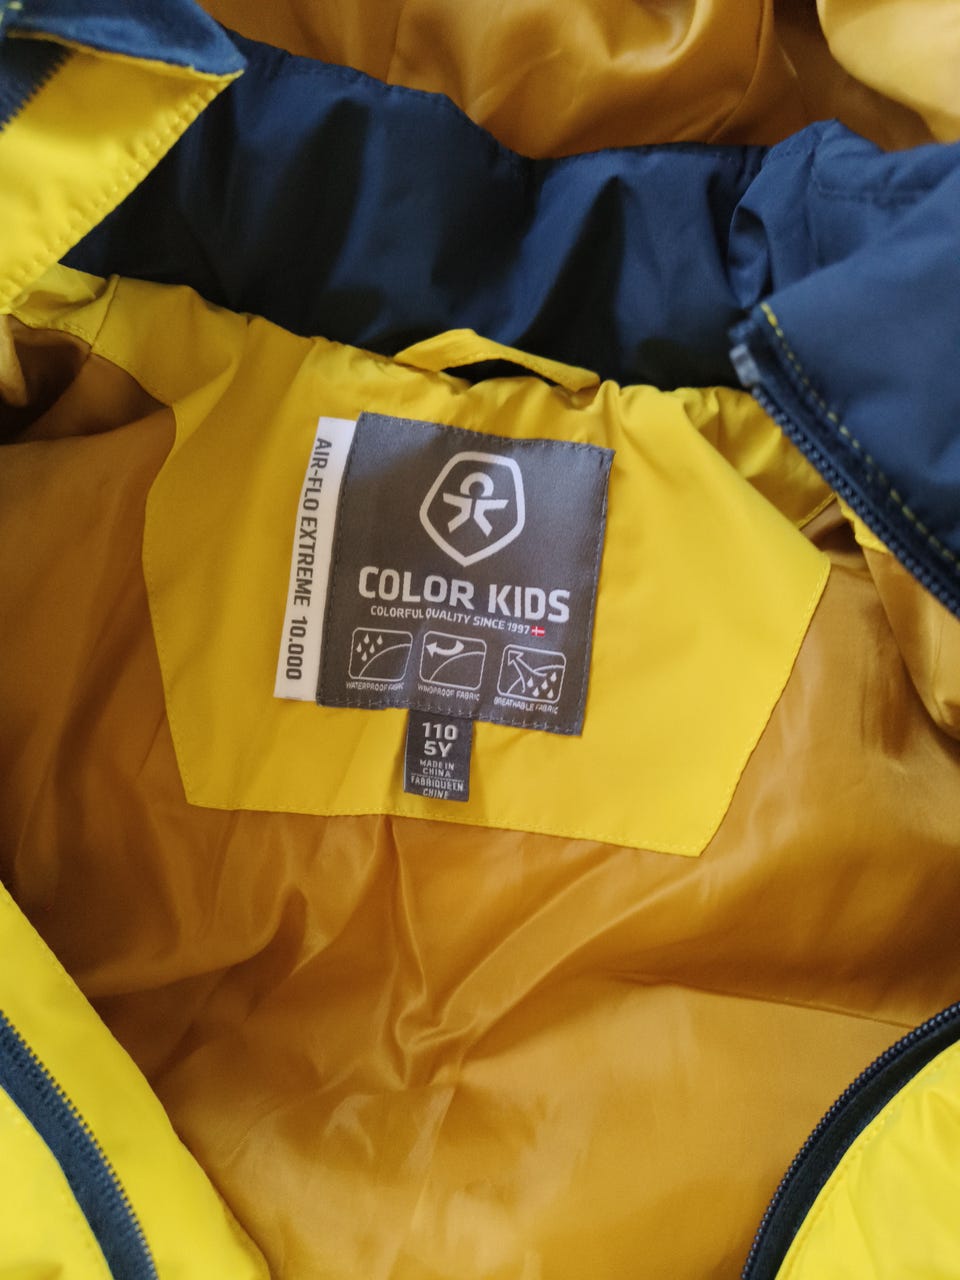 AIR-FLO EXTREME 10.000
COLOR KIDS
COLORFUL QUALITY SINCE 1997
WATERPROOF FABRIC
WINDPROOF FABRIC
BREATHABLE FABRIC
110
5Y
MADE IN
CHINA
FABRIQUE EN
CHINE